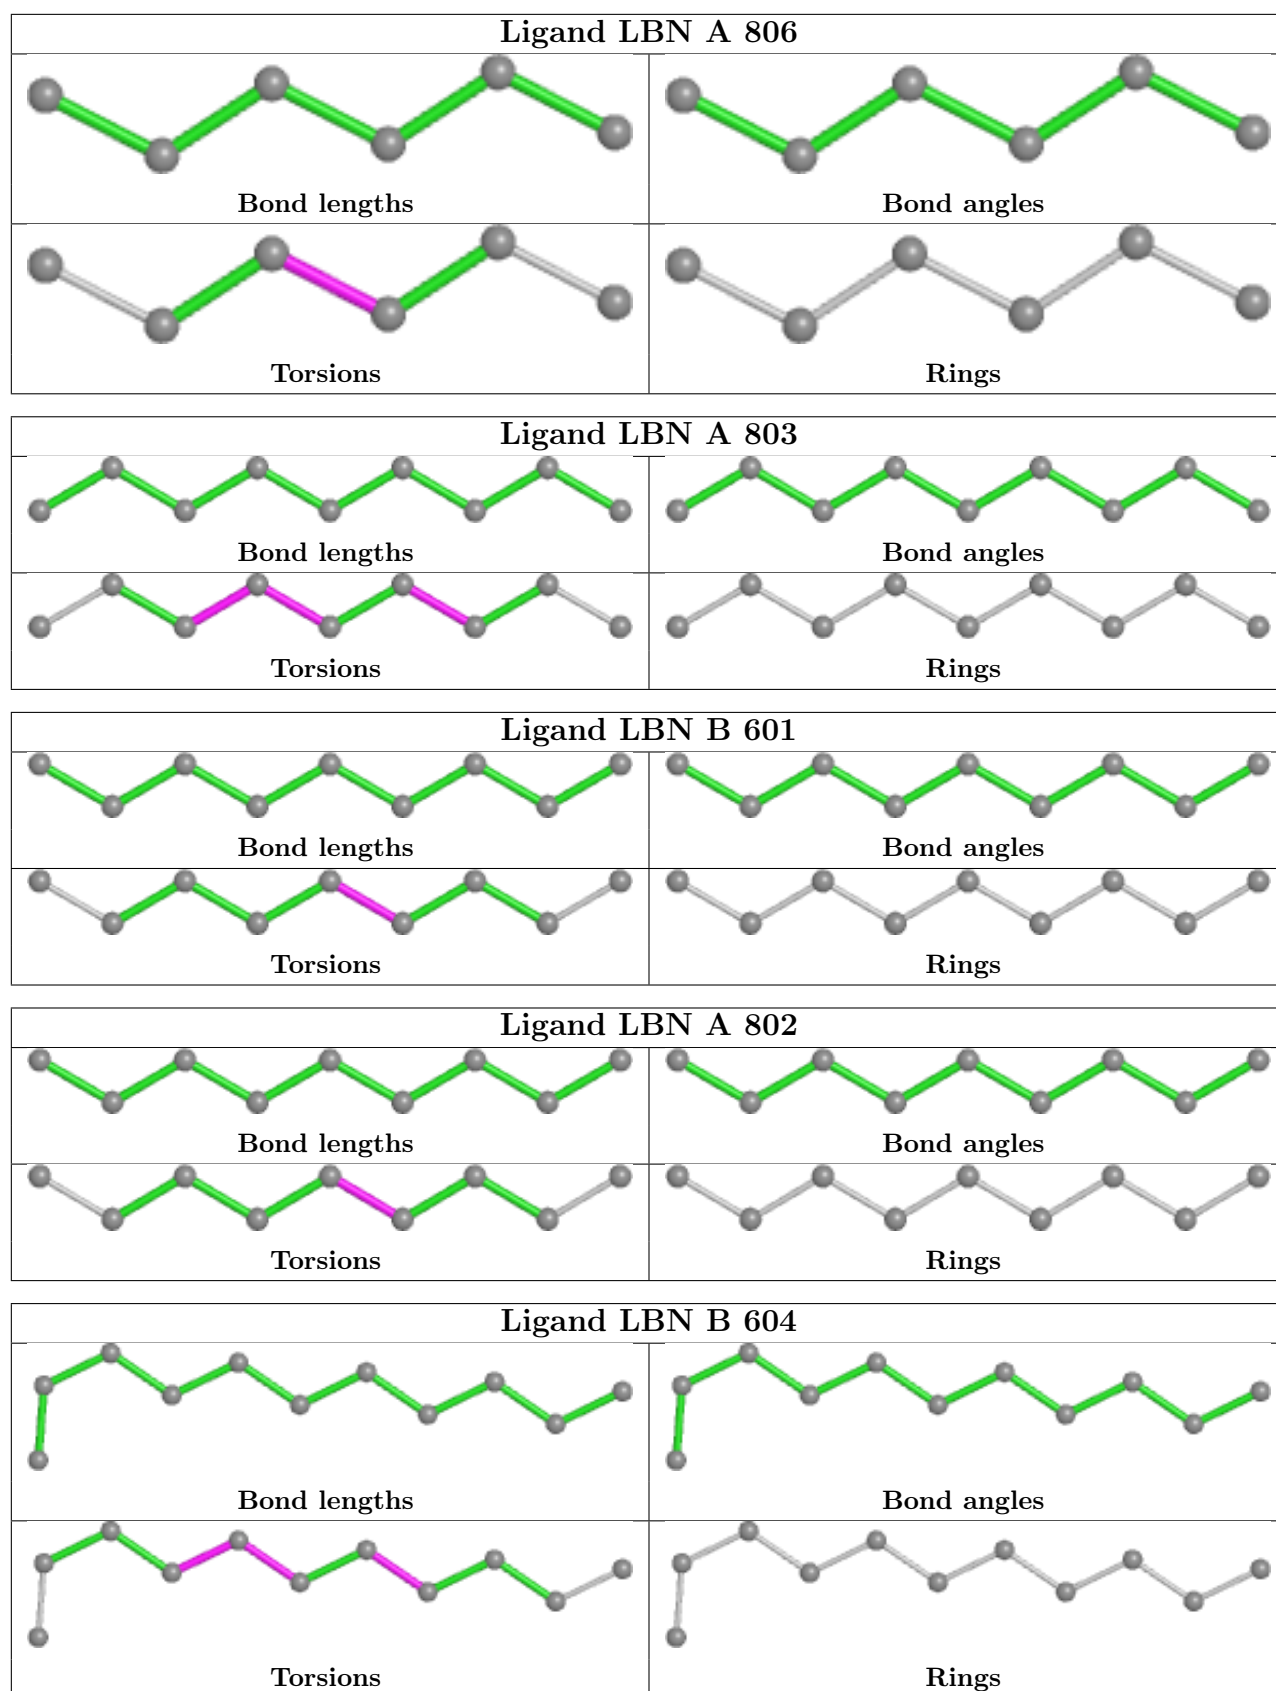 Ligand LBN A 806
Bond lengths Bond angles
Torsions Rings
Ligand LBN A 803
Bond lengths Bond angles
Torsions Rings
Ligand LBN B 601
Bond lengths Bond angles
Torsions Rings
Ligand LBN A 802
Bond lengths Bond angles
Torsions Rings
Ligand LBN B 604
Bond lengths Bond angles
Torsions Rings